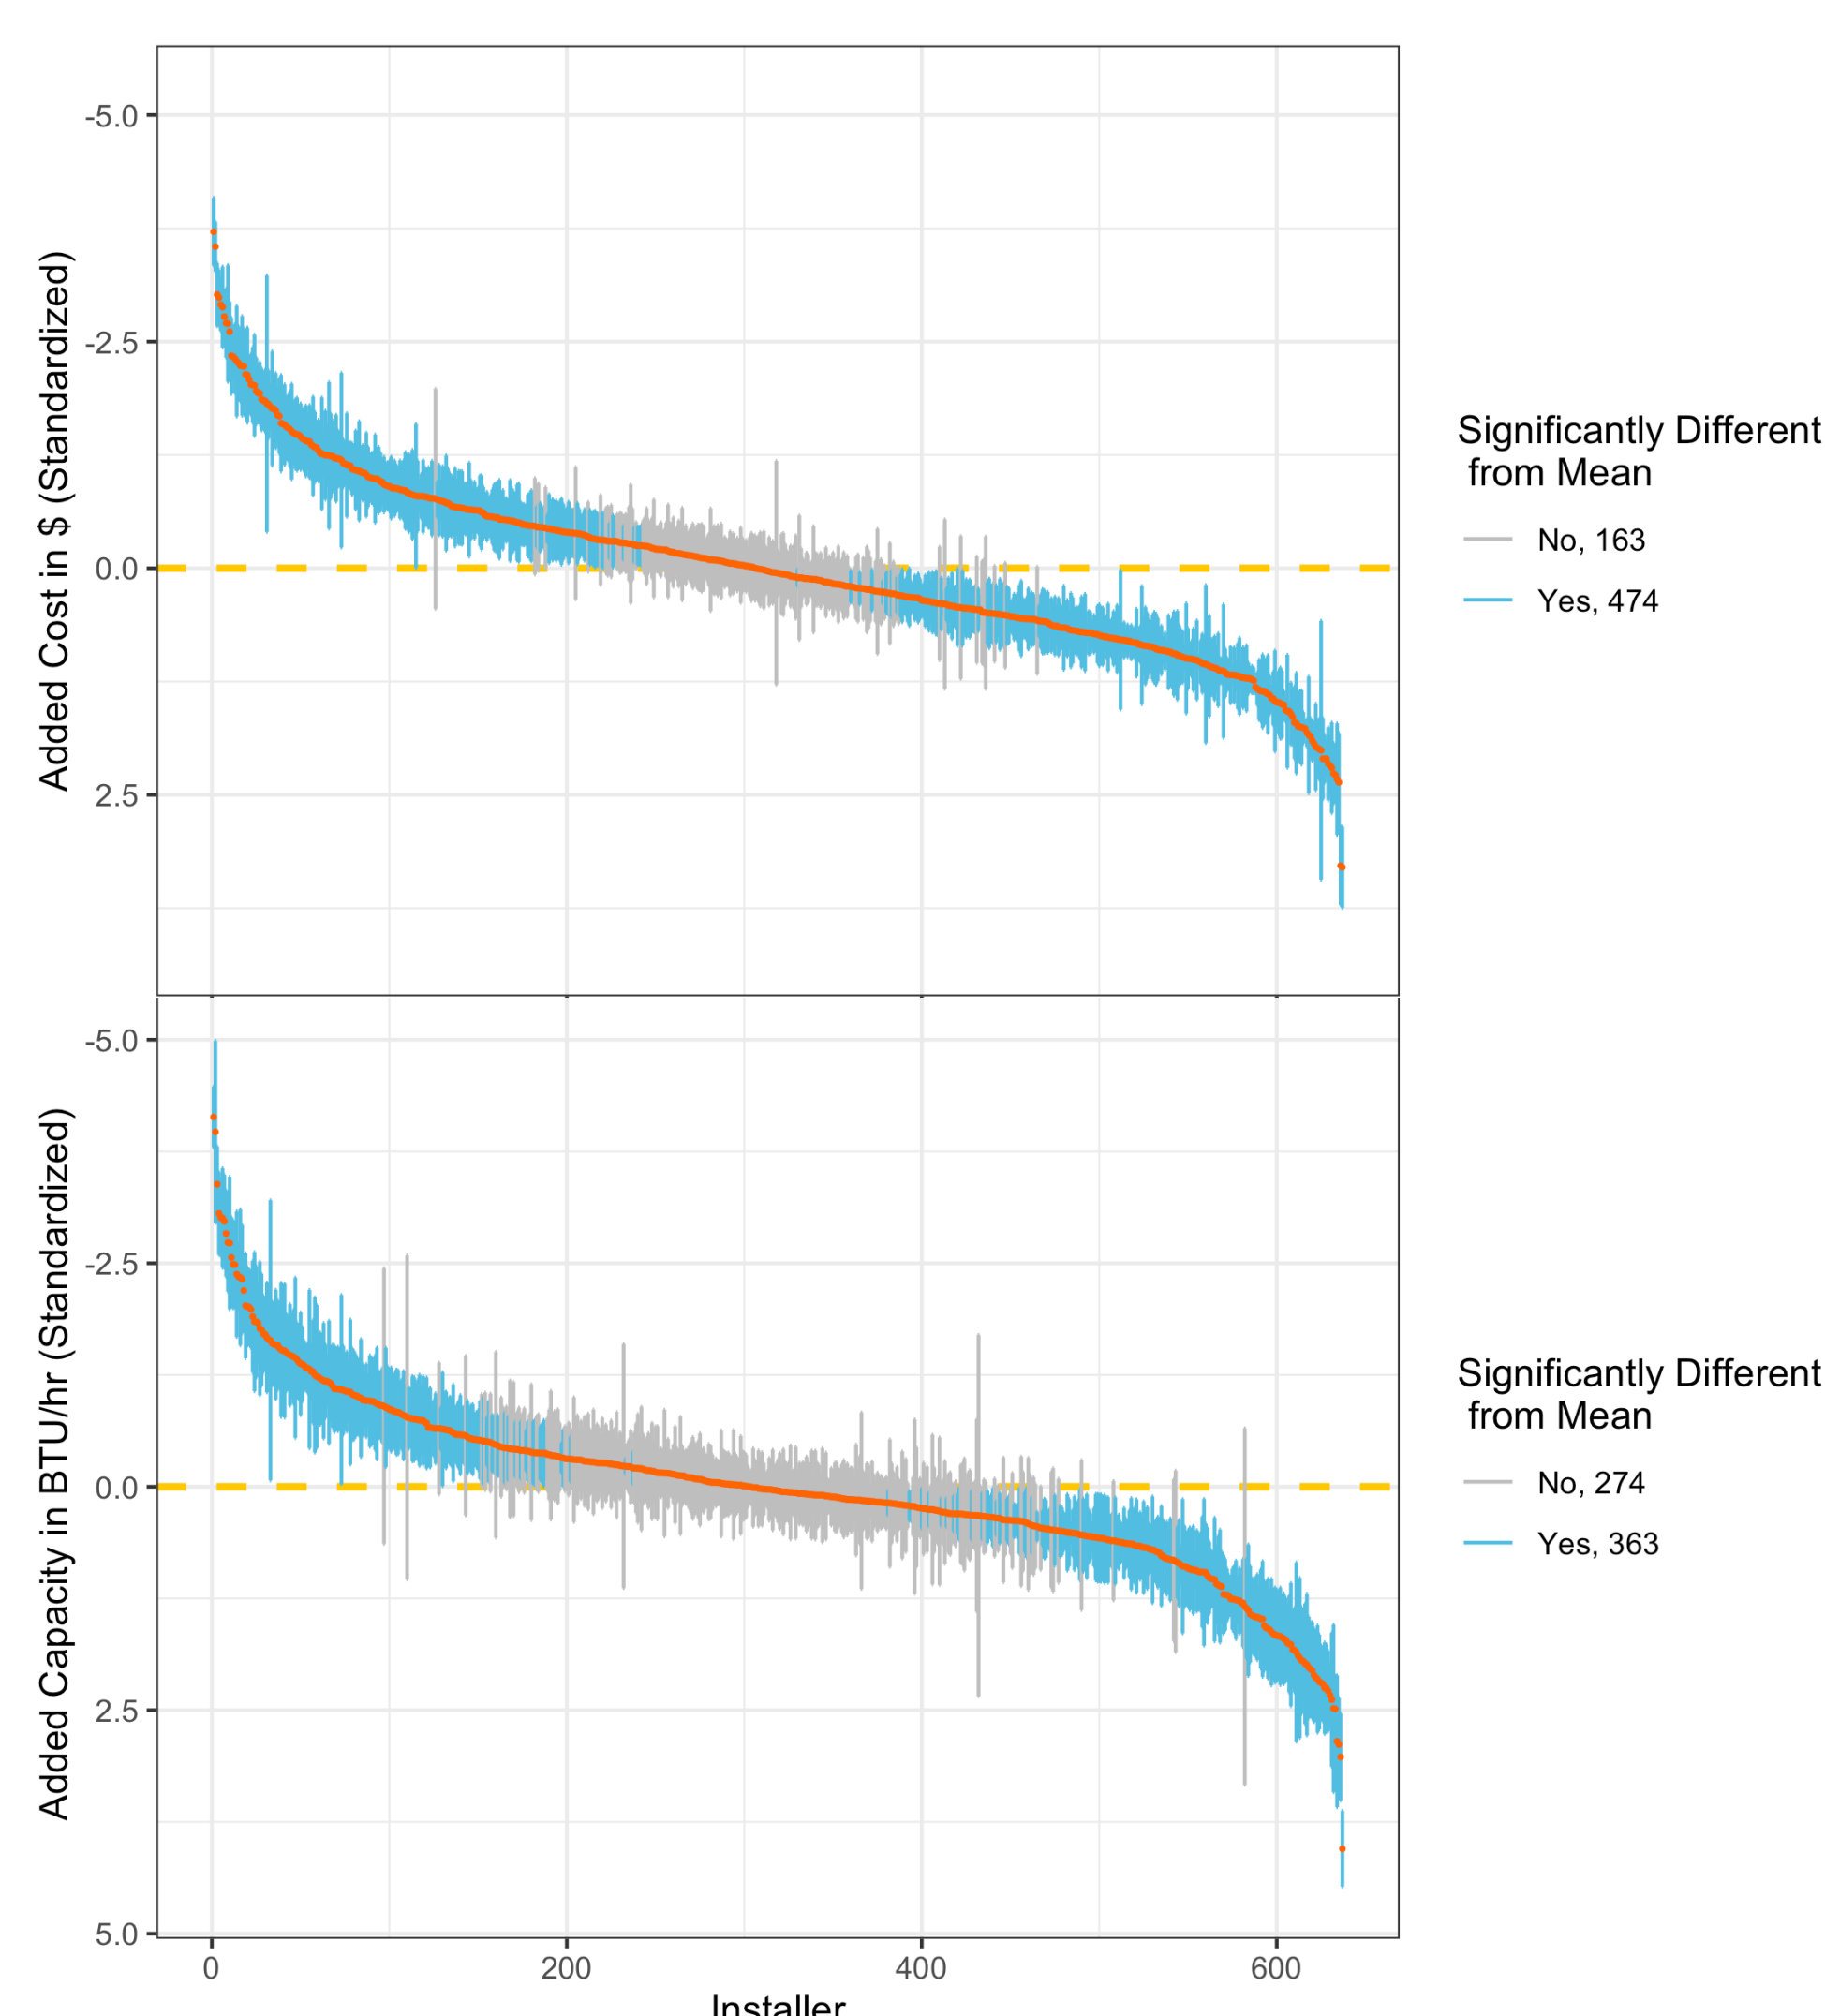 Added Cost in $ (Standardized)
-5.0
-2.5
0.0
2.5
Significantly Different
from Mean
No, 163
Yes, 474
Added Capacity in BTU/hr (Standardized)
-5.0
-2.5
0.0
2.5
5.0
Significantly Different
from Mean
No, 274
Yes, 363
0
200
400
600
Installer